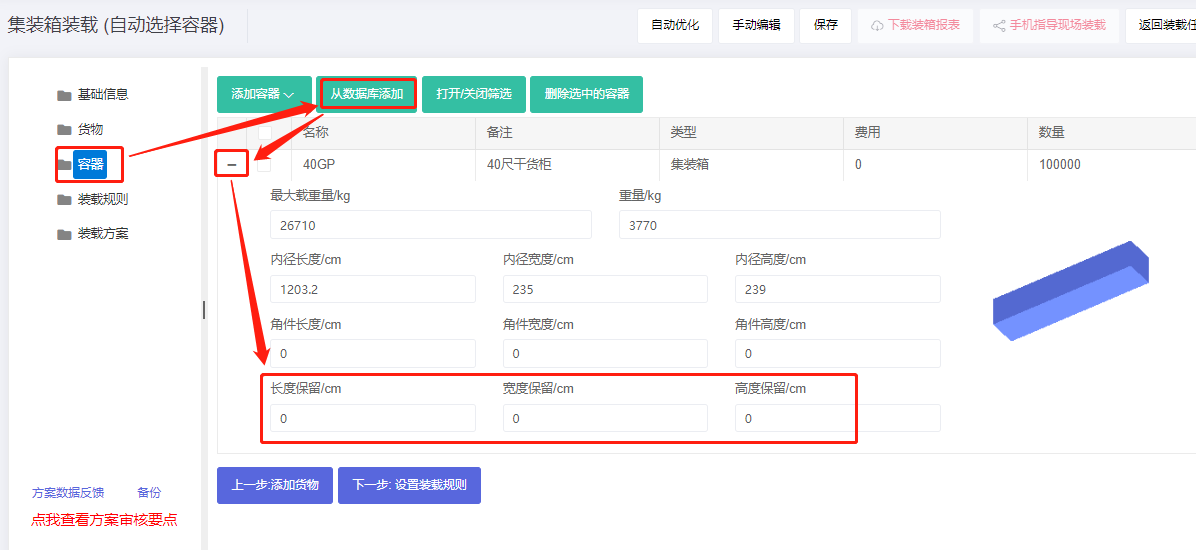 集装箱装载 (自动选择容器)
自动优化 手动编辑 保存 下载装箱报表 手机指导现场装载 返回装载任
基础信息
货物
容器
装载规则
装载方案
添加容器 从数据库添加 打开/关闭筛选 删除选中的容器
名称 备注 类型 费用 数量
40GP 40尺干货柜 集装箱 0 100000
最大载重量/kg 重量/kg
26710 3770
内径长度/cm 内径宽度/cm 内径高度/cm
1203.2 235 239
角件长度/cm 角件宽度/cm 角件高度/cm
0 0 0
长度保留/cm 宽度保留/cm 高度保留/cm
0 0 0
上一步:添加货物 下一步: 设置装载规则
方案数据反馈 备份
点我查看方案审核要点